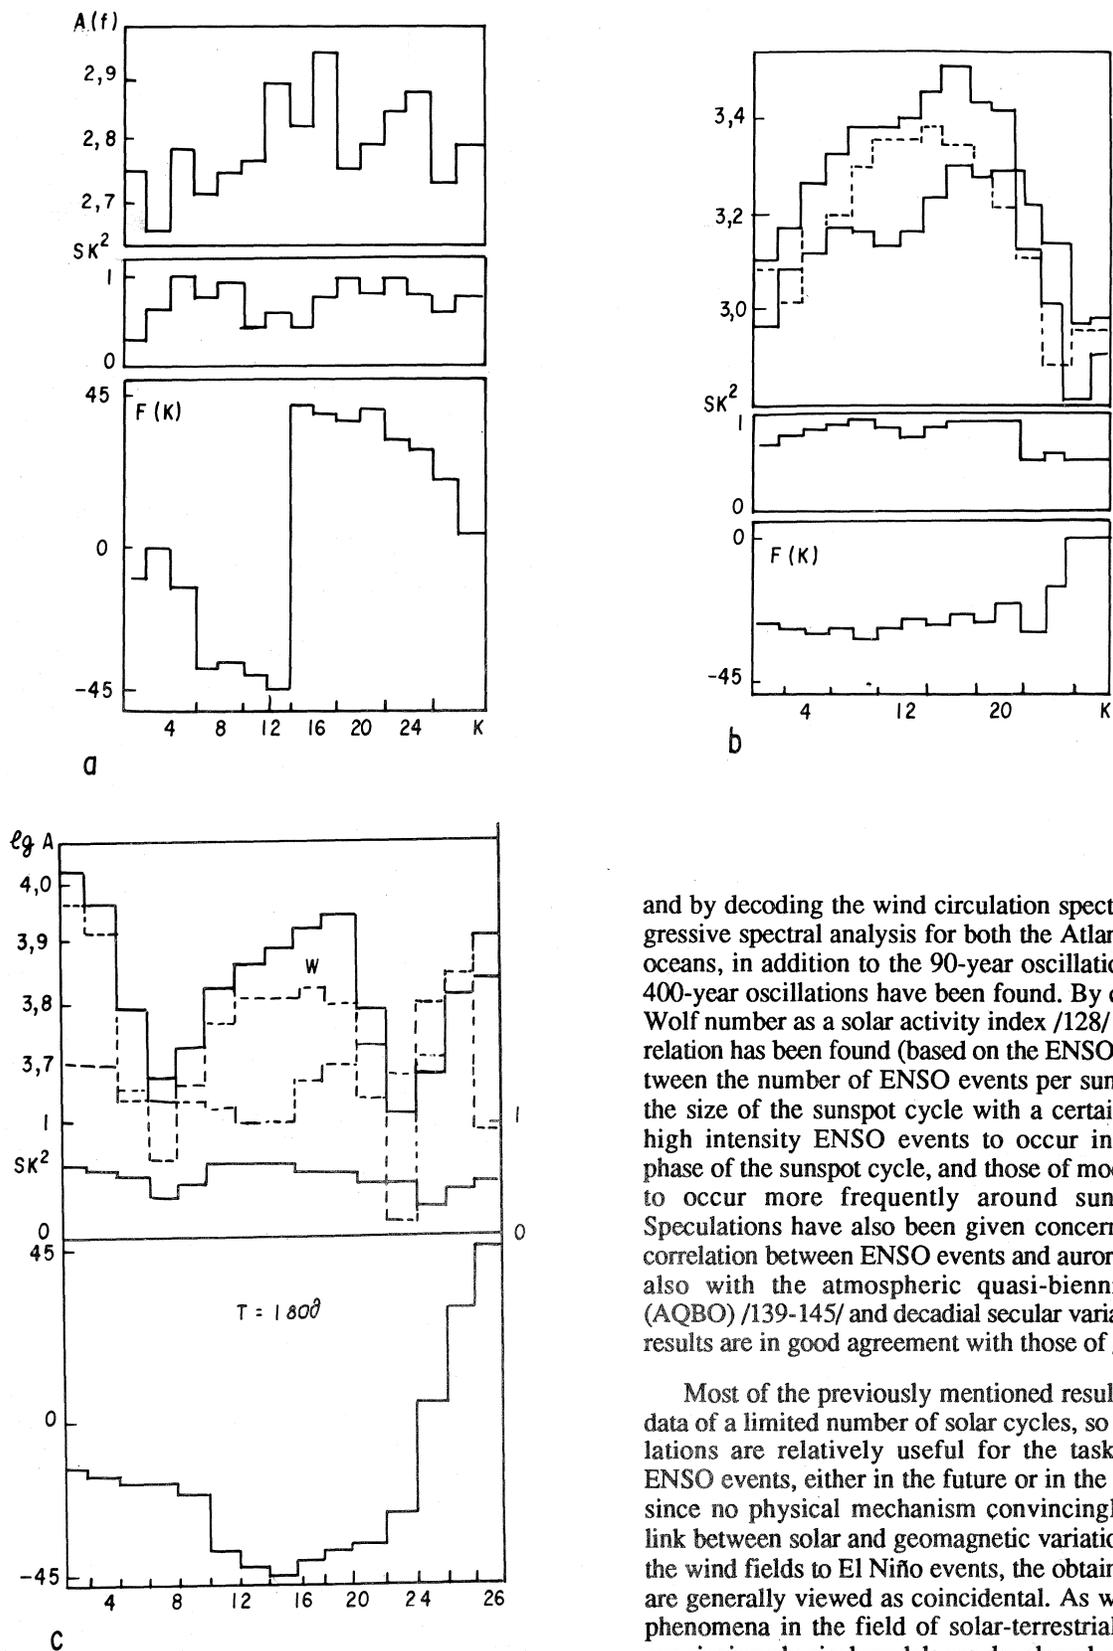 A(f)
2,9
2,8
2,7
SK²
1
0
45
F (K)
0
-45
4 8 12 16 20 24 K
a
3,4
3,2
3,0
SK²
1
0
0
F (K)
-45
4 12 20 K
b
lg A
4,0
3,9
W
3,8
3,7
1 1
SK²
0 0
45
T = 180∂
0
-45
4 8 12 16 20 24 26
c
and by decoding the wind circulation spect
gressive spectral analysis for both the Atlan
oceans, in addition to the 90-year oscillatio
400-year oscillations have been found. By
Wolf number as a solar activity index /128/
relation has been found (based on the ENSO
tween the number of ENSO events per sun
the size of the sunspot cycle with a certai
high intensity ENSO events to occur in
phase of the sunspot cycle, and those of mo
to occur more frequently around sun
Speculations have also been given concern
correlation between ENSO events and auror
also with the atmospheric quasi-bienn
(AQBO) /139-145/ and decadial secular varia
results are in good agreement with those of
Most of the previously mentioned resul
data of a limited number of solar cycles, so
lations are relatively useful for the task
ENSO events, either in the future or in the
since no physical mechanism convincingl
link between solar and geomagnetic variatio
the wind fields to El Niño events, the obtain
are generally viewed as coincidental. As w
phenomena in the field of solar-terrestrial